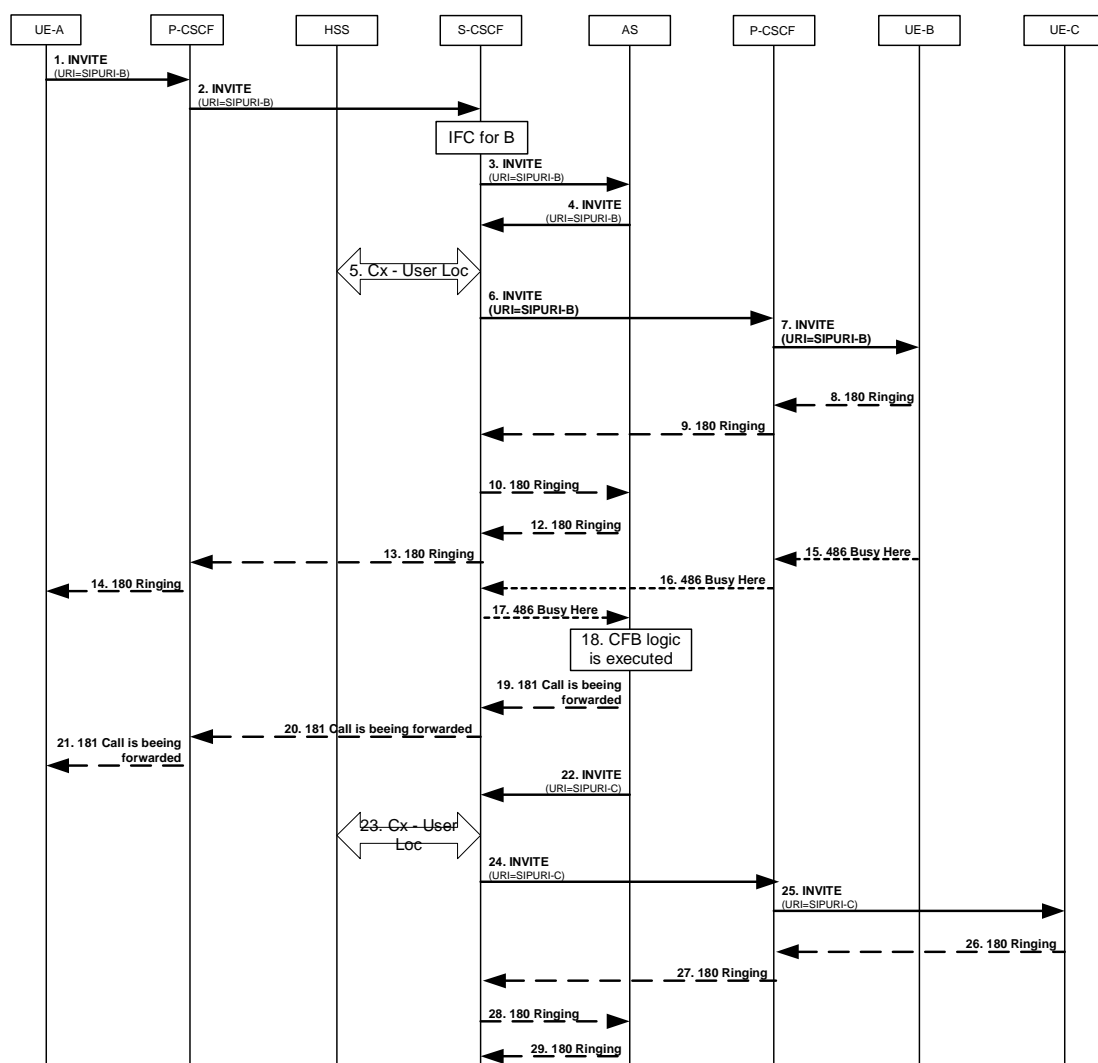 UE-A
P-CSCF
HSS
S-CSCF
AS
P-CSCF
UE-B
UE-C
1. INVITE
(URI=SIPURI-B)
2. INVITE
(URI=SIPURI-B)
IFC for B
3. INVITE
(URI=SIPURI-B)
4. INVITE
(URI=SIPURI-B)
5. Cx - User Loc
6. INVITE
(URI=SIPURI-B)
7. INVITE
(URI=SIPURI-B)
8. 180 Ringing
9. 180 Ringing
10. 180 Ringing
12. 180 Ringing
13. 180 Ringing
15. 486 Busy Here
14. 180 Ringing
16. 486 Busy Here
17. 486 Busy Here
18. CFB logic
is executed
19. 181 Call is beeing
forwarded
20. 181 Call is beeing forwarded
21. 181 Call is beeing
forwarded
22. INVITE
(URI=SIPURI-C)
23. Cx - User
Loc
24. INVITE
(URI=SIPURI-C)
25. INVITE
(URI=SIPURI-C)
26. 180 Ringing
27. 180 Ringing
28. 180 Ringing
29. 180 Ringing